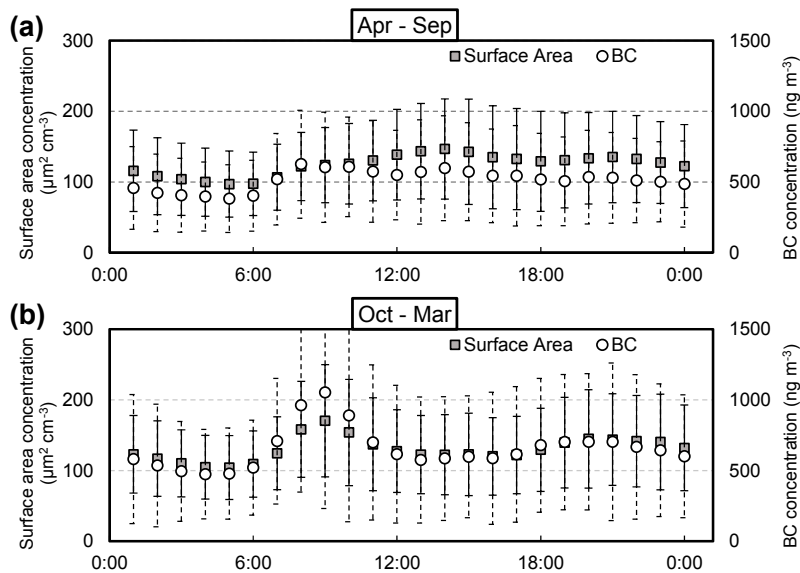 (a)
Apr - Sep
Surface Area BC
300
200
100
0
Surface area concentration
(µm² cm⁻³)
1500
1000
500
0
BC concentration (ng m⁻³)
0:00 6:00 12:00 18:00 0:00
(b)
Oct - Mar
Surface Area BC
300
200
100
0
Surface area concentration
(µm² cm⁻³)
1500
1000
500
0
BC concentration (ng m⁻³)
0:00 6:00 12:00 18:00 0:00